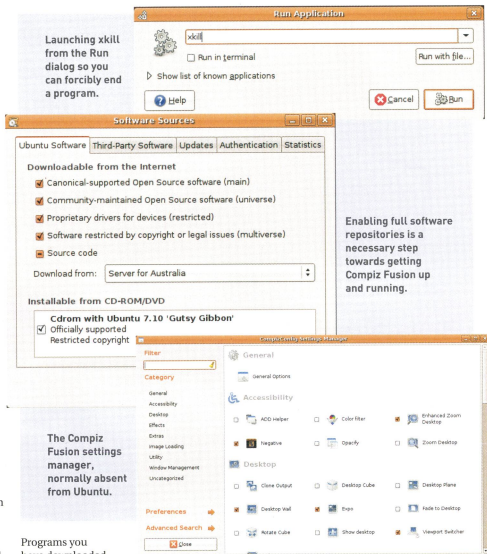 Launching xkill
from the Run
dialog so you
can forcibly end
a program.
Run Application
xkill
Run in terminal
Run with file...
Show list of known applications
Help
Cancel
Run
Software Sources
Ubuntu Software Third-Party Software Updates Authentication Statistics
Downloadable from the Internet
Canonical-supported Open Source software (main)
Community-maintained Open Source software (universe)
Proprietary drivers for devices (restricted)
Software restricted by copyright or legal issues (multiverse)
Source code
Download from: Server for Australia
Installable from CD-ROM/DVD
Cdrom with Ubuntu 7.10 'Gutsy Gibbon'
Officially supported
Restricted copyright
Enabling full software
repositories is a
necessary step
towards getting
Compiz Fusion up
and running.
The Compiz
Fusion settings
manager,
normally absent
from Ubuntu.
CompizConfig Settings Manager
Filter
Category
General
Accessibility
Desktop
Effects
Extras
Image Loading
Utility
Window Management
Uncategorized
Preferences
Advanced Search
Close
General
General Options
Accessibility
ADD Helper Color filter Enhanced Zoom
Desktop
Negative Opacify Zoom Desktop
Desktop
Clone Output Desktop Cube Desktop Plane
Desktop Wall Expo Fade to Desktop
Rotate Cube Show desktop Viewport Switcher
Programs you